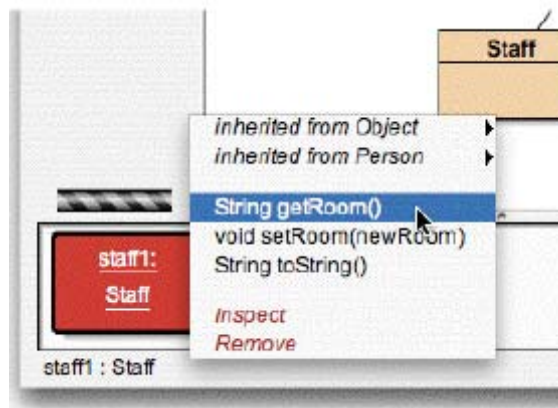 Staff
inherited from Object
inherited from Person
String getRoom()
void setRoom(newRoom)
String toString()
Inspect
Remove
staff1:
Staff
staff1 : Staff